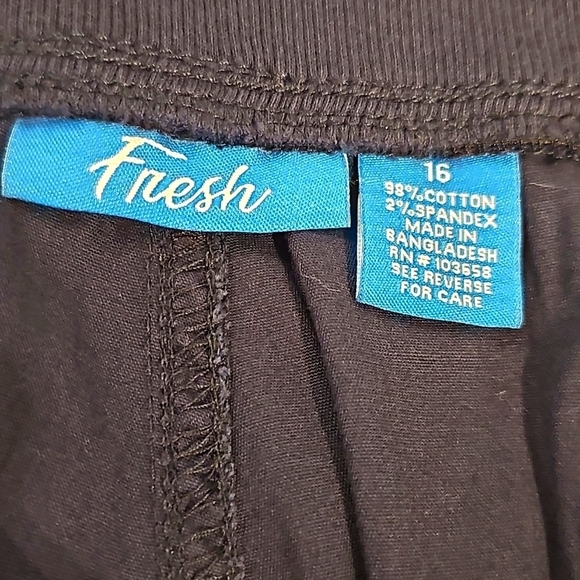 Fresh
16
98% COTTON
2% SPANDEX
MADE IN
BANGLADESH
RN # 103658
SEE REVERSE
FOR CARE